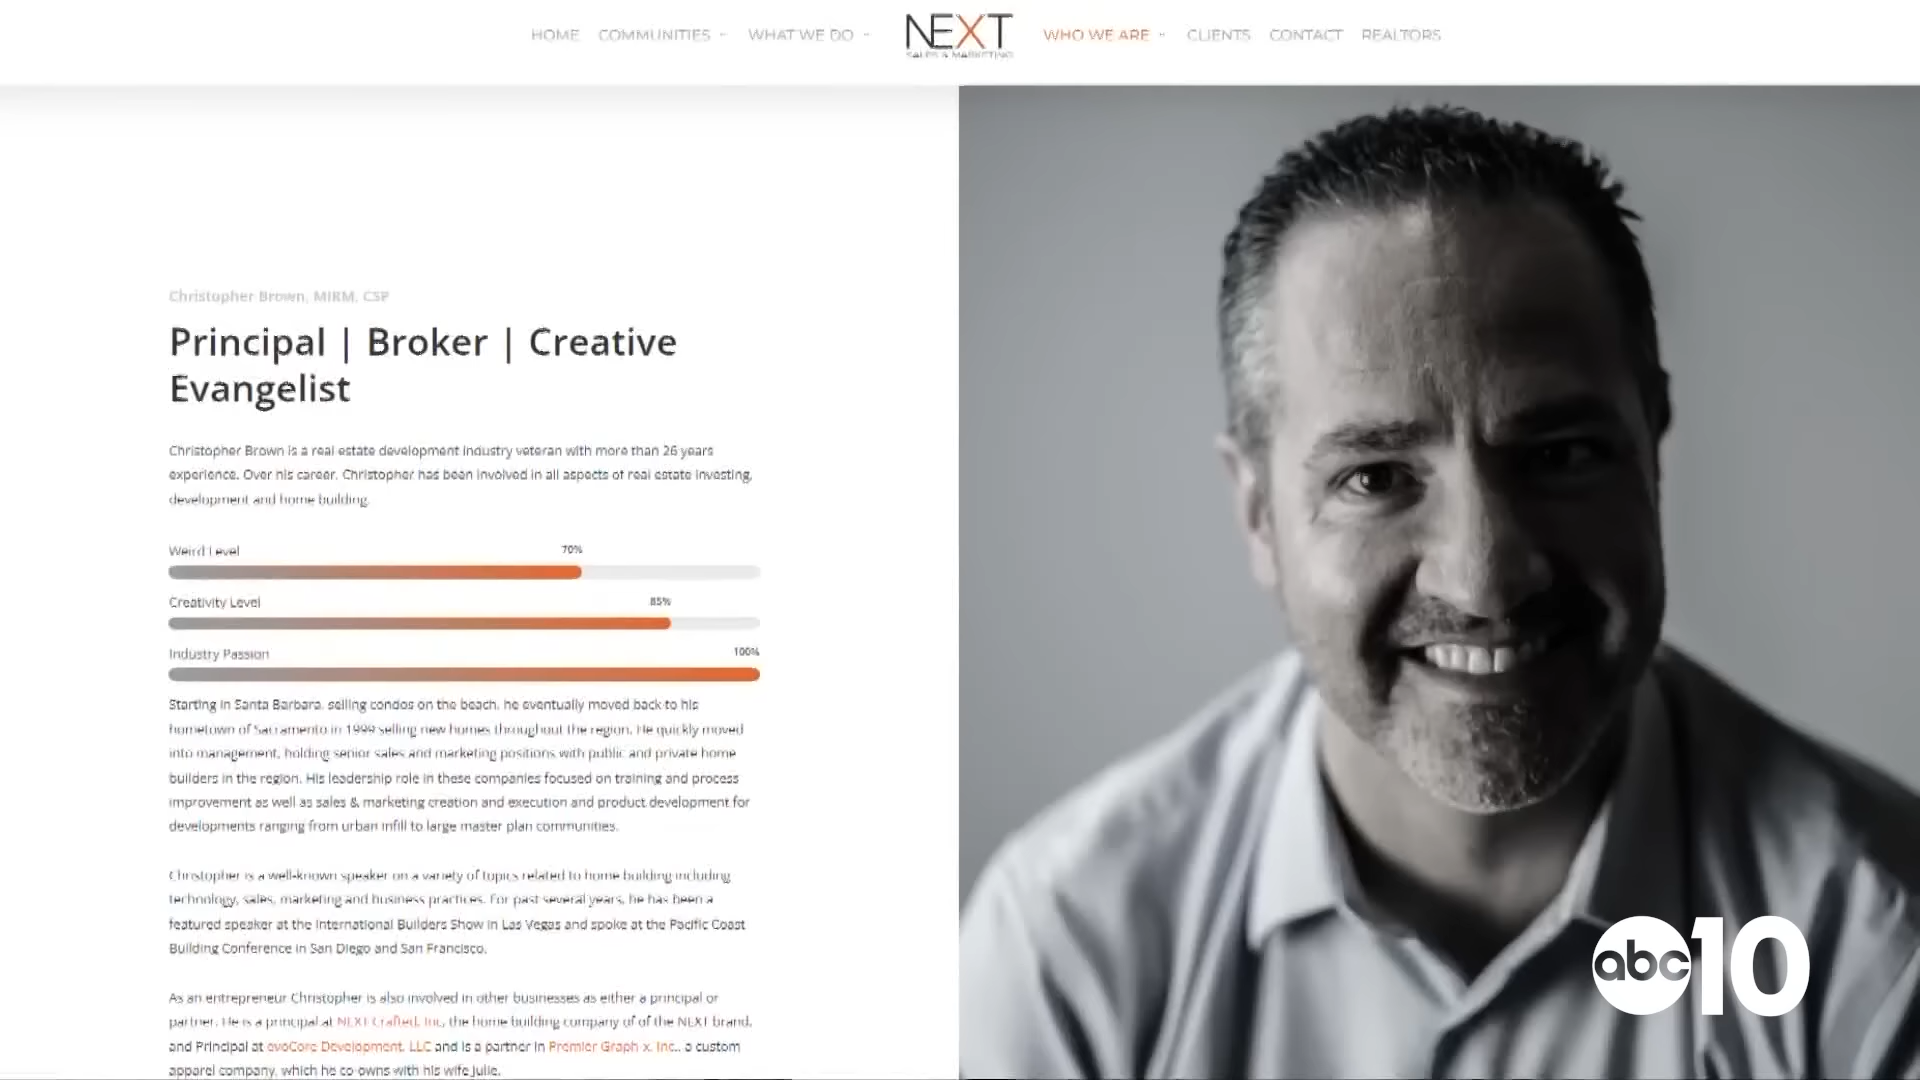 HOME COMMUNITIES WHAT WE DO NEXT WHO WE ARE CLIENTS CONTACT REALTORS
SALES & MARKETING
Christopher Brown, MIRM, CSP
Principal | Broker | Creative
Evangelist
Christopher Brown is a real estate development industry veteran with more than 26 years
experience. Over his career, Christopher has been involved in all aspects of real estate investing,
development and home building.
Weird Level 70%
Creativity Level 85%
Industry Passion 100%
Starting in Santa Barbara, selling condos on the beach, he eventually moved back to his
hometown of Sacramento in 1999 selling new homes throughout the region. He quickly moved
into management, holding senior sales and marketing positions with public and private home
builders in the region. His leadership role in these companies focused on training and process
improvement as well as sales & marketing creation and execution and product development for
developments ranging from urban infill to large master plan communities.
Christopher is a well-known speaker on a variety of topics related to home building including
technology, sales, marketing and business practices. For past several years, he has been a
featured speaker at the International Builders Show in Las Vegas and spoke at the Pacific Coast
Building Conference in San Diego and San Francisco.
As an entrepreneur Christopher is also involved in other businesses as either a principal or
partner. He is a principal at NEXT Crafted, Inc, the home building company of of the NEXT brand,
and Principal at evoCore Development, LLC and is a partner in Premier Graph-x, Inc., a custom
apparel company, which he co-owns with his wife Julie.
abc10